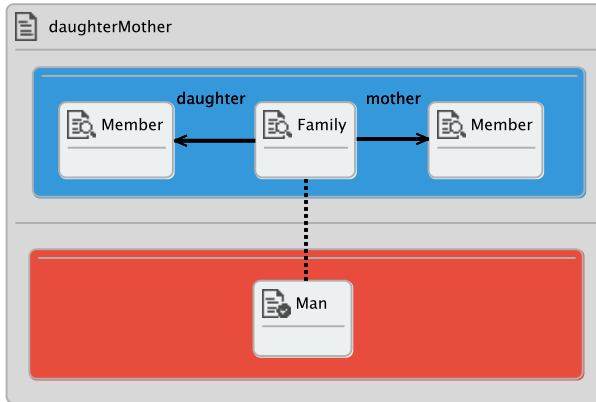 daughterMother
daughter
mother
Member
Family
Member
Man